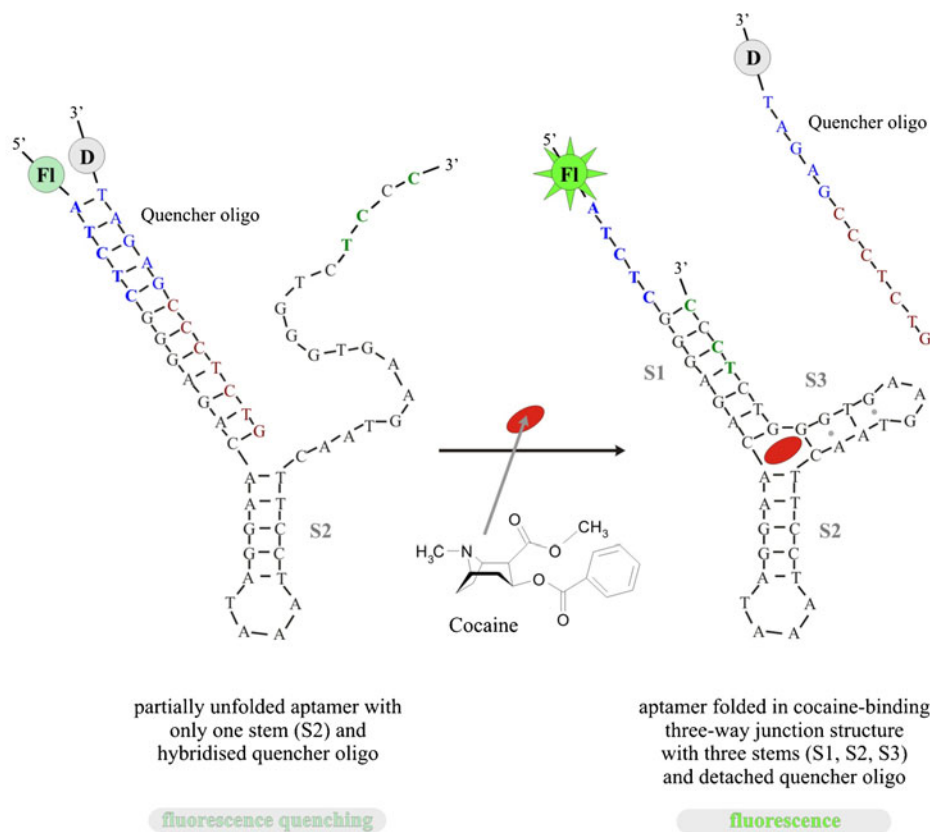 3’
D
T A G A G C C C T C T G
Quencher oligo
5’
Fl
A T C T C G G G A G A C
A A G G A T A A A A T C C T T
C A A T G A A G T G G G T C T C C C
3’
S2
CH3
O
O
H3C
N
O
O
Cocaine
3’
D
T A G A G C C C T C T G
Quencher oligo
5’
Fl
A T C T C G G G A G A C
A A G G A T A A A A T C C T T
C A A T G A A G T G G G T C T C C C
3’
S1
S3
S2
partially unfolded aptamer with
only one stem (S2) and
hybridised quencher oligo
fluorescence quenching
aptamer folded in cocaine-binding
three-way junction structure
with three stems (S1, S2, S3)
and detached quencher oligo
fluorescence